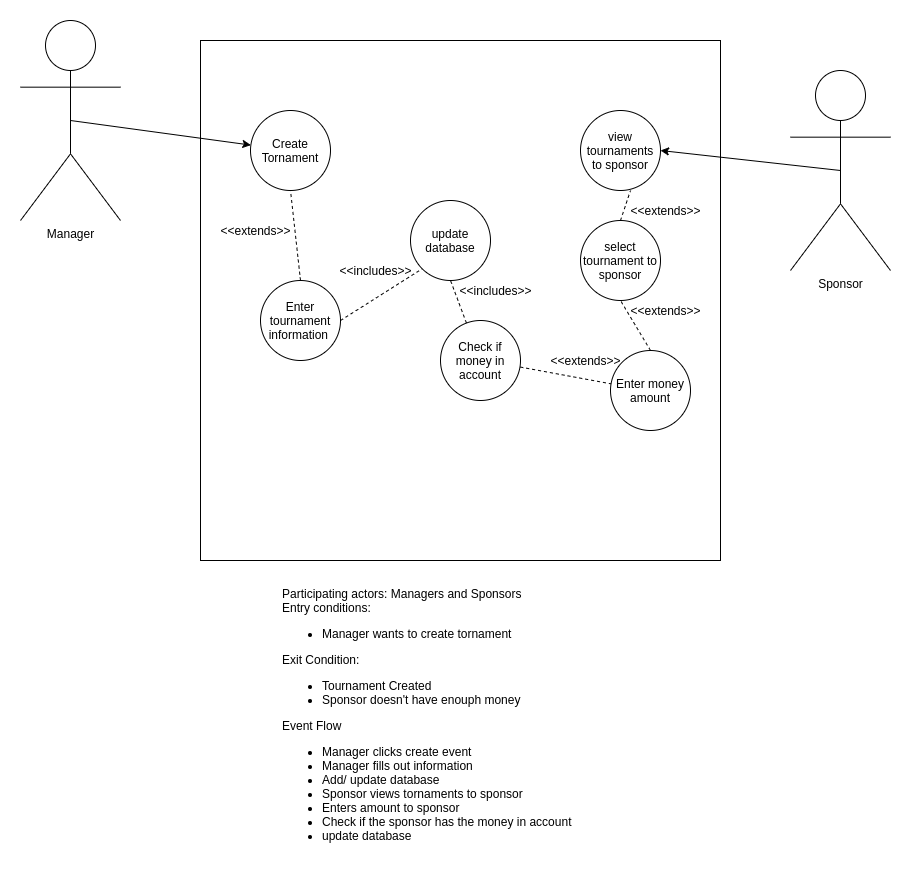 Manager
Create
Tornament
<<extends>>
Enter
tournament
information
<<includes>>
update
database
<<includes>>
Check if
money in
account
<<extends>>
view
tournaments
to sponsor
<<extends>>
select
tournament to
sponsor
<<extends>>
Enter money
amount
Sponsor
Participating actors: Managers and Sponsors
Entry conditions:
Manager wants to create tornament
Exit Condition:
Tournament Created
Sponsor doesn't have enouph money
Event Flow
Manager clicks create event
Manager fills out information
Add/ update database
Sponsor views tornaments to sponsor
Enters amount to sponsor
Check if the sponsor has the money in account
update database